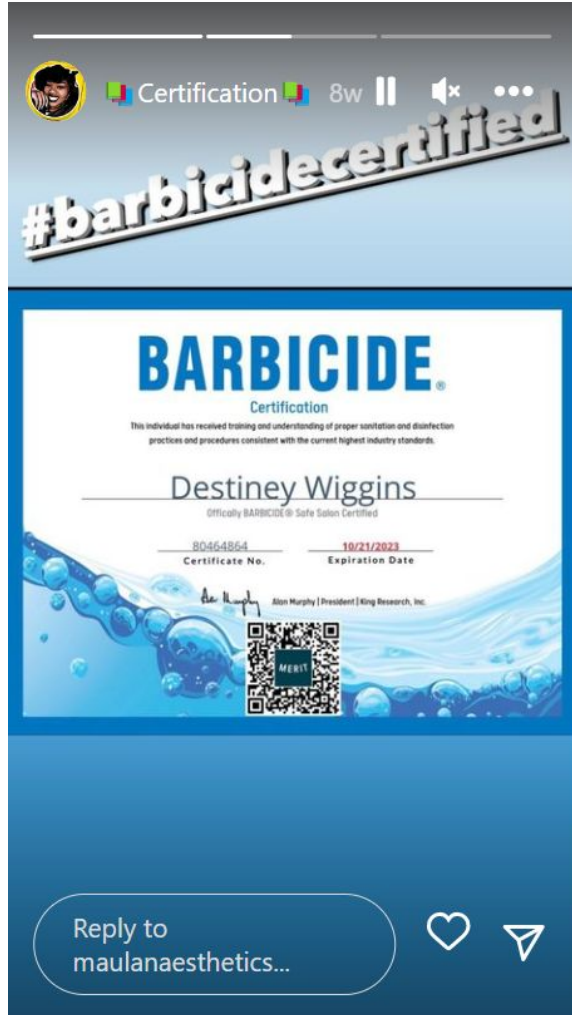 Certification 8w
#barbicidecertified
BARBICIDE®
Certification
This individual has received training and understanding of proper sanitation and disinfection
practices and procedures consistent with the current highest industry standards.
Destiney Wiggins
Offically BARBICIDE® Safe Salon Certified
80464864 10/21/2023
Certificate No. Expiration Date
Alan Murphy | President | King Research, Inc.
MERIT
Reply to
maulanaesthetics...